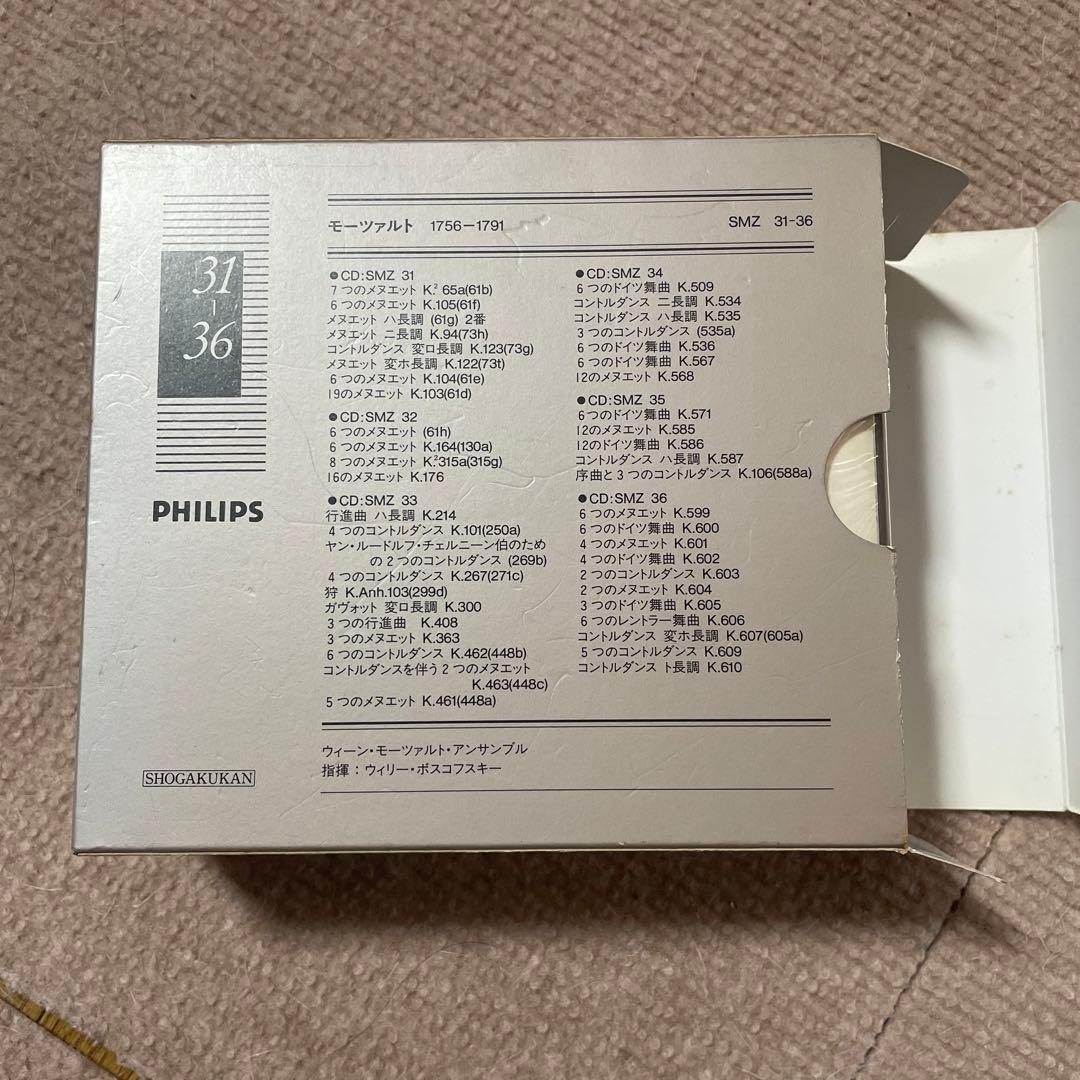 モーツァルト 1756-1791 SMZ 31-36
31
-
36
PHILIPS
SHOGAKUKAN
●CD:SMZ 31
7つのメヌエット K.² 65a(61b)
6つのメヌエット K.105(61f)
メヌエット ハ長調 (61g) 2番
メヌエット ニ長調 K.94(73h)
コントルダンス 変ロ長調 K.123(73g)
メヌエット 変ホ長調 K.122(73t)
6つのメヌエット K.104(61e)
19のメヌエット K.103(61d)
●CD:SMZ 32
6つのメヌエット (61h)
6つのメヌエット K.164(130a)
8つのメヌエット K.²315a(315g)
16のメヌエット K.176
●CD:SMZ 33
行進曲 ハ長調 K.214
4つのコントルダンス K.101(250a)
ヤン・ルードルフ・チェルニーン伯のため
の2つのコントルダンス (269b)
4つのコントルダンス K.267(271c)
狩 K.Anh.103(299d)
ガヴォット 変ロ長調 K.300
3つの行進曲 K.408
3つのメヌエット K.363
6つのコントルダンス K.462(448b)
コントルダンスを伴う2つのメヌエット
K.463(448c)
5つのメヌエット K.461(448a)
●CD:SMZ 34
6つのドイツ舞曲 K.509
コントルダンス ニ長調 K.534
コントルダンス ハ長調 K.535
3つのコントルダンス (535a)
6つのドイツ舞曲 K.536
6つのドイツ舞曲 K.567
12のメヌエット K.568
●CD:SMZ 35
6つのドイツ舞曲 K.571
12のメヌエット K.585
12のドイツ舞曲 K.586
コントルダンス ハ長調 K.587
序曲と3つのコントルダンス K.106(588a)
●CD:SMZ 36
6つのメヌエット K.599
6つのドイツ舞曲 K.600
4つのメヌエット K.601
4つのドイツ舞曲 K.602
2つのコントルダンス K.603
2つのメヌエット K.604
3つのドイツ舞曲 K.605
6つのレントラー舞曲 K.606
コントルダンス 変ホ長調 K.607(605a)
5つのコントルダンス K.609
コントルダンス ト長調 K.610
ウィーン・モーツァルト・アンサンブル
指揮:ウィリー・ボスコフスキー